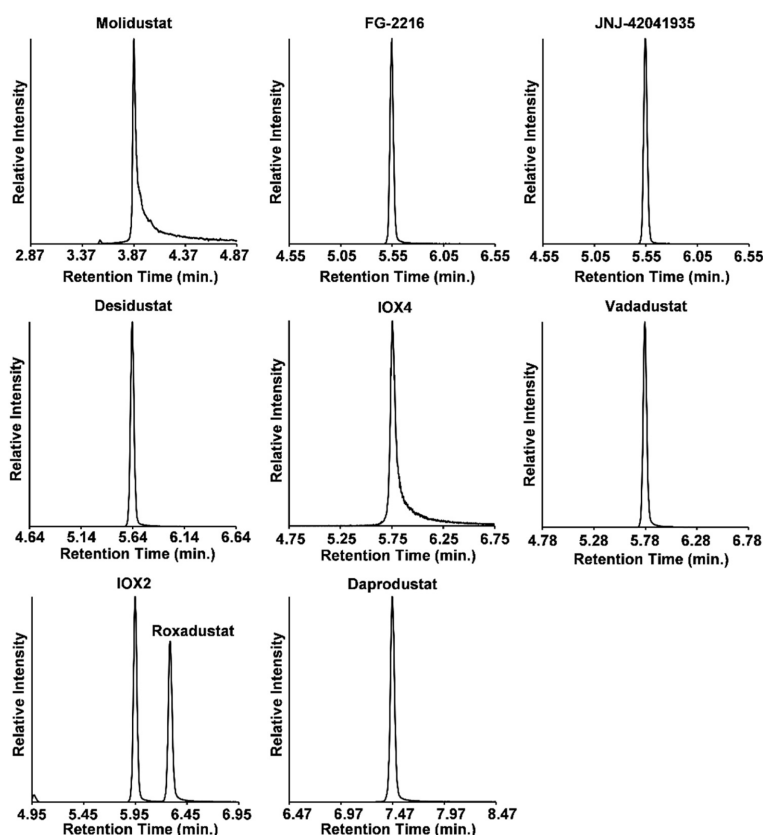 Molidustat
Relative Intensity
2.87 3.37 3.87 4.37 4.87
Retention Time (min.)
FG-2216
Relative Intensity
4.55 5.05 5.55 6.05 6.55
Retention Time (min.)
JNJ-42041935
Relative Intensity
4.55 5.05 5.55 6.05 6.55
Retention Time (min.)
Desidustat
Relative Intensity
4.64 5.14 5.64 6.14 6.64
Retention Time (min.)
IOX4
Relative Intensity
4.75 5.25 5.75 6.25 6.75
Retention Time (min.)
Vadadustat
Relative Intensity
4.78 5.28 5.78 6.28 6.78
Retention Time (min.)
IOX2
Roxadustat
Relative Intensity
4.95 5.45 5.95 6.45 6.95
Retention Time (min.)
Daprodustat
Relative Intensity
6.47 6.97 7.47 7.97 8.47
Retention Time (min.)